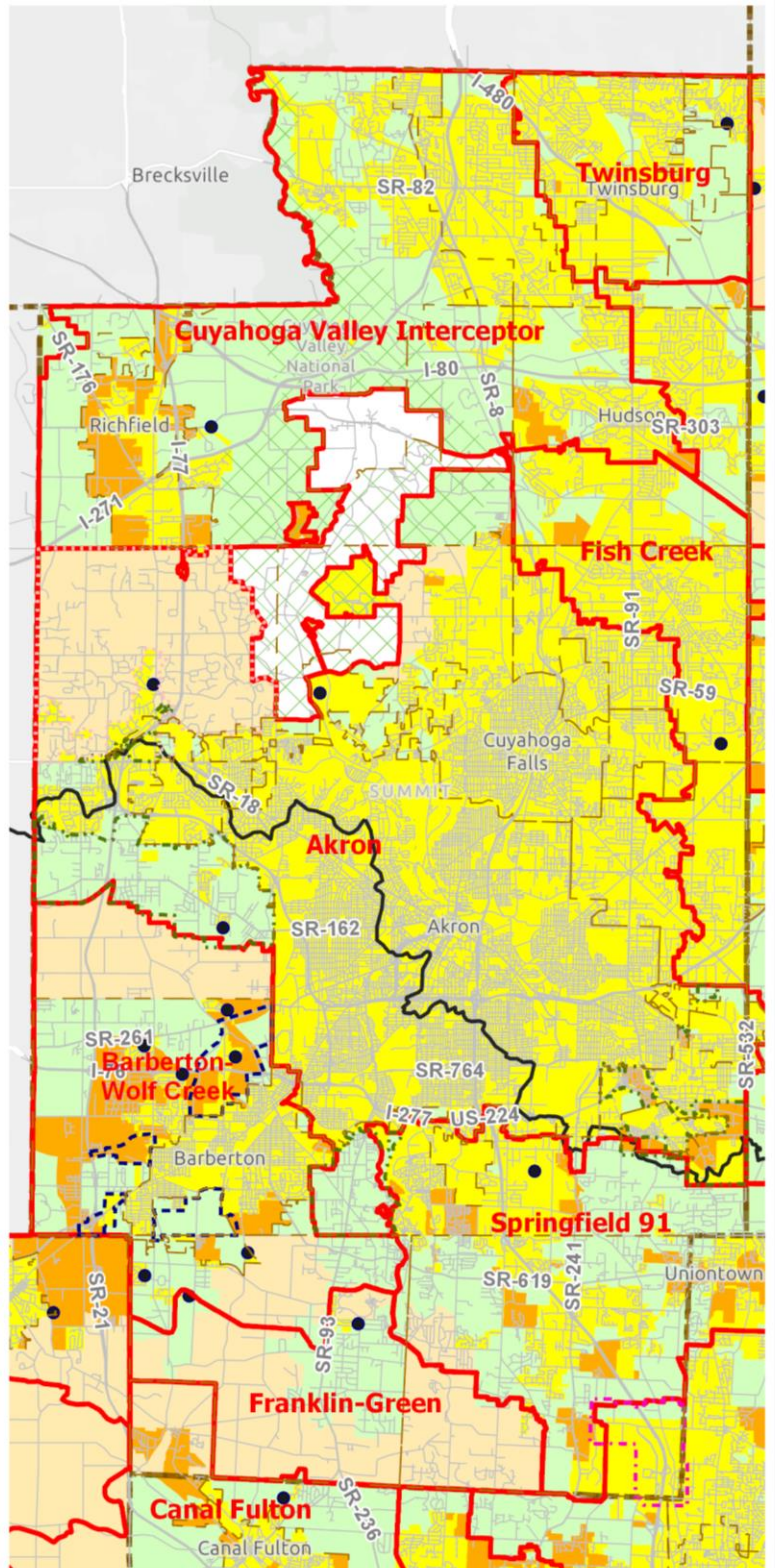 I-480
Brecksville
Twinsburg
Twinsburg
SR-82
Cuyahoga Valley Interceptor
Valley
National
Park
I-80
SR-176
SR-8
Richfield
I-77
Hudson
SR-303
I-271
Fish Creek
SR-91
SR-59
Cuyahoga
Falls
SR-18
SUMMIT
Akron
SR-162
Akron
SR-261
I-76
Barberton-
Wolf Creek
SR-764
SR-532
I-277
US-224
Barberton
Springfield 91
SR-619
SR-241
Uniontown
SR-21
SR-93
Franklin-Green
Canal Fulton
SR-236
Canal Fulton